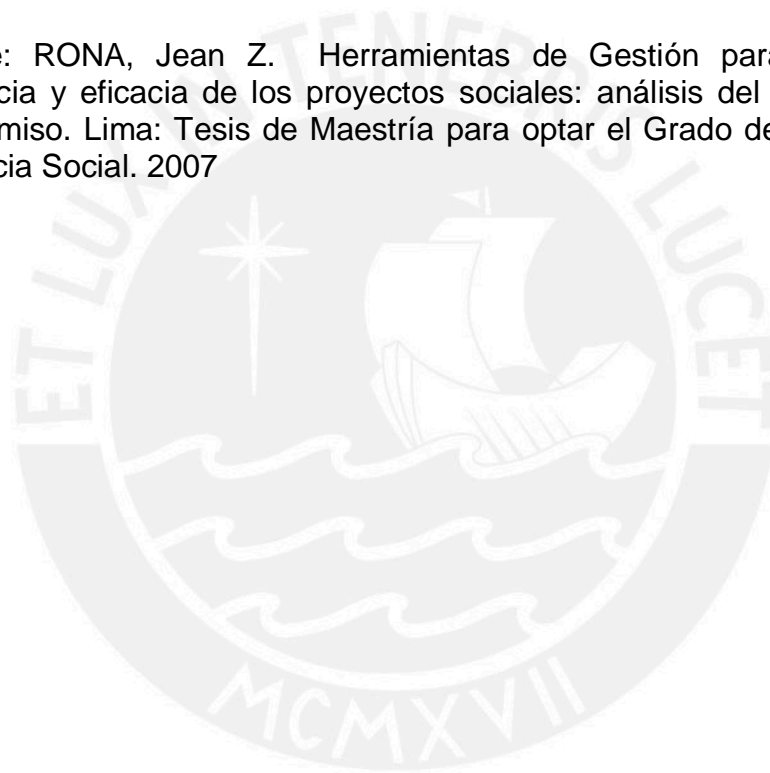 : RONA, Jean Z. Herramientas de Gestión para
cia y eficacia de los proyectos sociales: análisis del
miso. Lima: Tesis de Maestría para optar el Grado de
cia Social. 2007
ET LUX IN TENEBRIS LUCET
MCMXVII